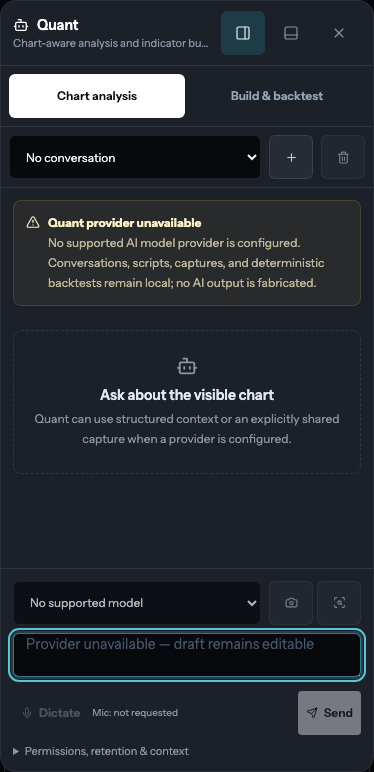 Quant
Chart-aware analysis and indicator bu...
Chart analysis
Build & backtest
No conversation
Quant provider unavailable
No supported AI model provider is configured.
Conversations, scripts, captures, and deterministic
backtests remain local; no AI output is fabricated.
Ask about the visible chart
Quant can use structured context or an explicitly shared
capture when a provider is configured.
No supported model
Provider unavailable — draft remains editable
Dictate
Mic: not requested
Send
Permissions, retention & context